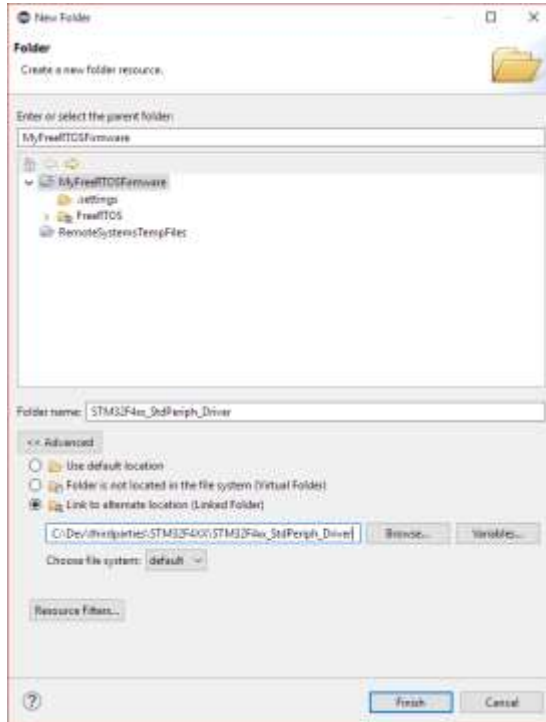 New Folder
Folder
Create a new folder resource.
Enter or select the parent folder:
MyFreeRTOSFirmware
MyFreeRTOSFirmware
.settings
FreeRTOS
RemoteSystemsTempFiles
Folder name: STM32F4xx_StdPeriph_Driver
<< Advanced
Use default location
Folder is not located in the file system (Virtual Folder)
Link to alternate location (Linked Folder)
C:\Dev\thirdparties\STM32F4XX\STM32F4xx_StdPeriph_Driver Browse... Variables...
Choose file system: default
Resource Filters...
Finish Cancel